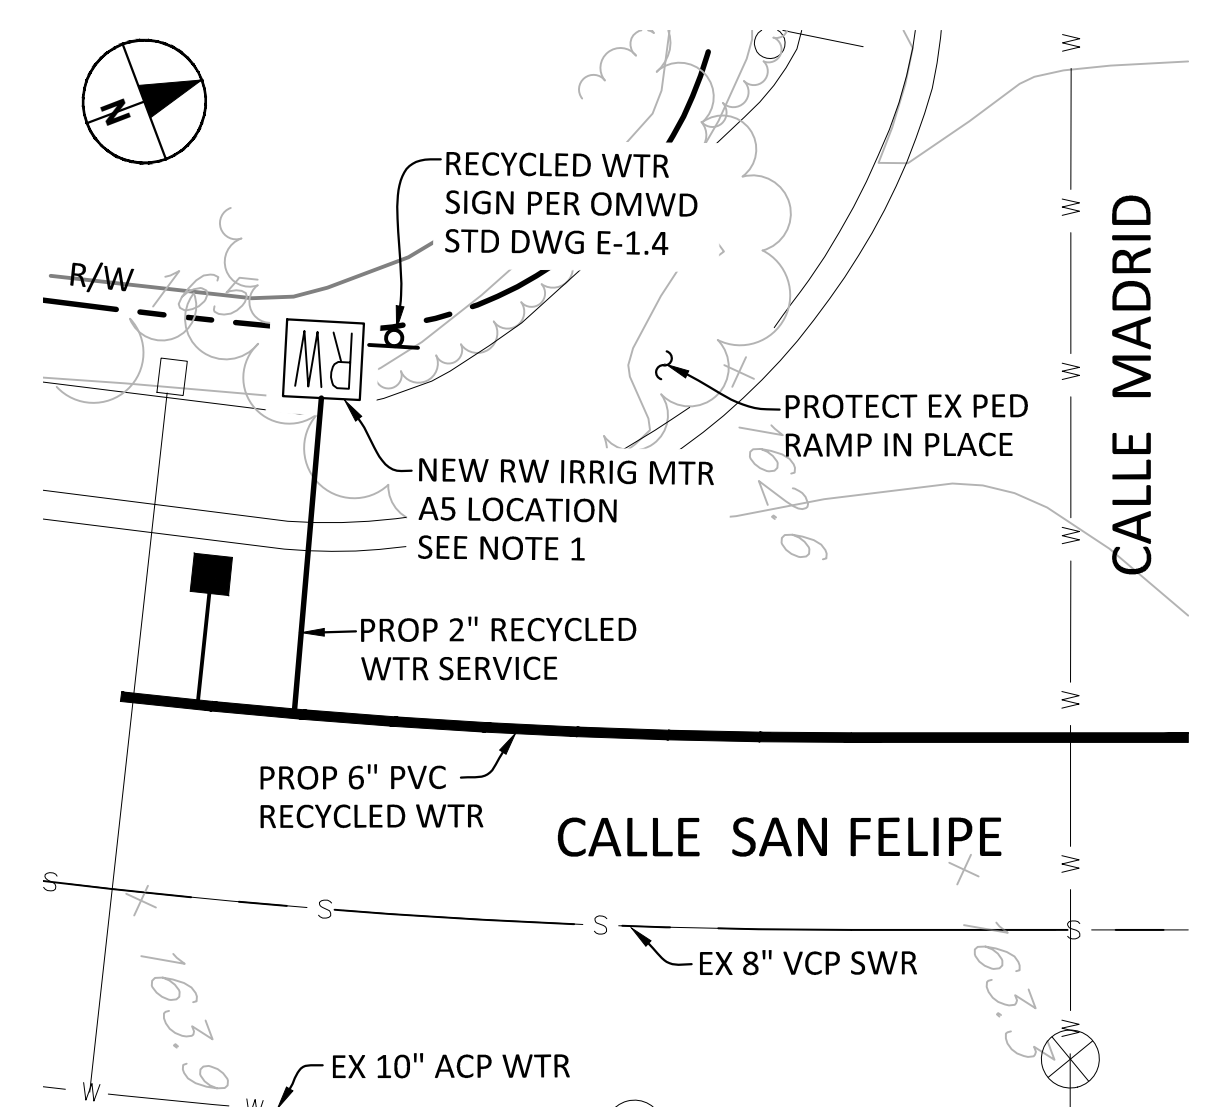 N
RECYCLED WTR
SIGN PER OMWD
STD DWG E-1.4
R/W
165
RW
PROTECT EX PED
RAMP IN PLACE
162.6
NEW RW IRRIG MTR
A5 LOCATION
SEE NOTE 1
PROP 2" RECYCLED
WTR SERVICE
PROP 6" PVC
RECYCLED WTR
CALLE SAN FELIPE
CALLE MADRID
W
W
W
W
W
W
W
S
S
S
S
EX 8" VCP SWR
163.9
163.3
EX 10" ACP WTR
W
W